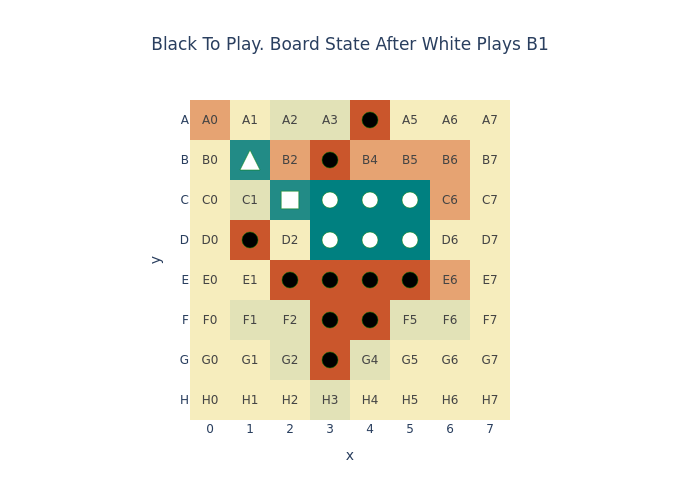 Black To Play. Board State After White Plays B1
A A0 A1 A2 A3 A5 A6 A7
B B0 B2 B4 B5 B6 B7
C C0 C1 C6 C7
D D0 D2 D6 D7
E E0 E1 E6 E7
F F0 F1 F2 F5 F6 F7
G G0 G1 G2 G4 G5 G6 G7
H H0 H1 H2 H3 H4 H5 H6 H7
0 1 2 3 4 5 6 7
x
y